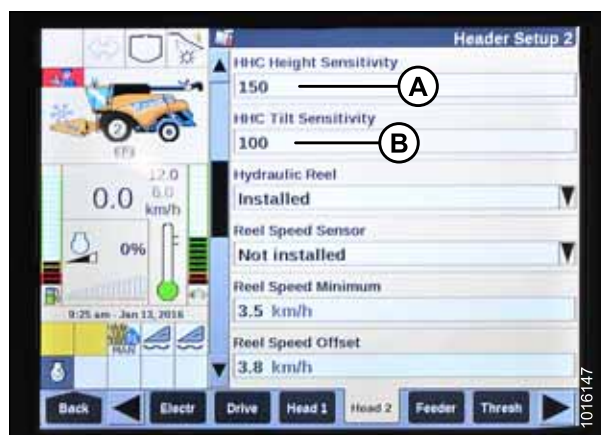 Header Setup 2
HHC Height Sensitivity
150
A
HHC Tilt Sensitivity
100
B
Hydraulic Reel
Installed
Reel Speed Sensor
Not installed
Reel Speed Minimum
3.5 km/h
Reel Speed Offset
3.8 km/h
2
12.0
0.0
6.0
km/h
0%
9:25 am - Jan 13, 2016
MAN
Back
Electr
Drive
Head 1
Head 2
Feeder
Thresh
1016147